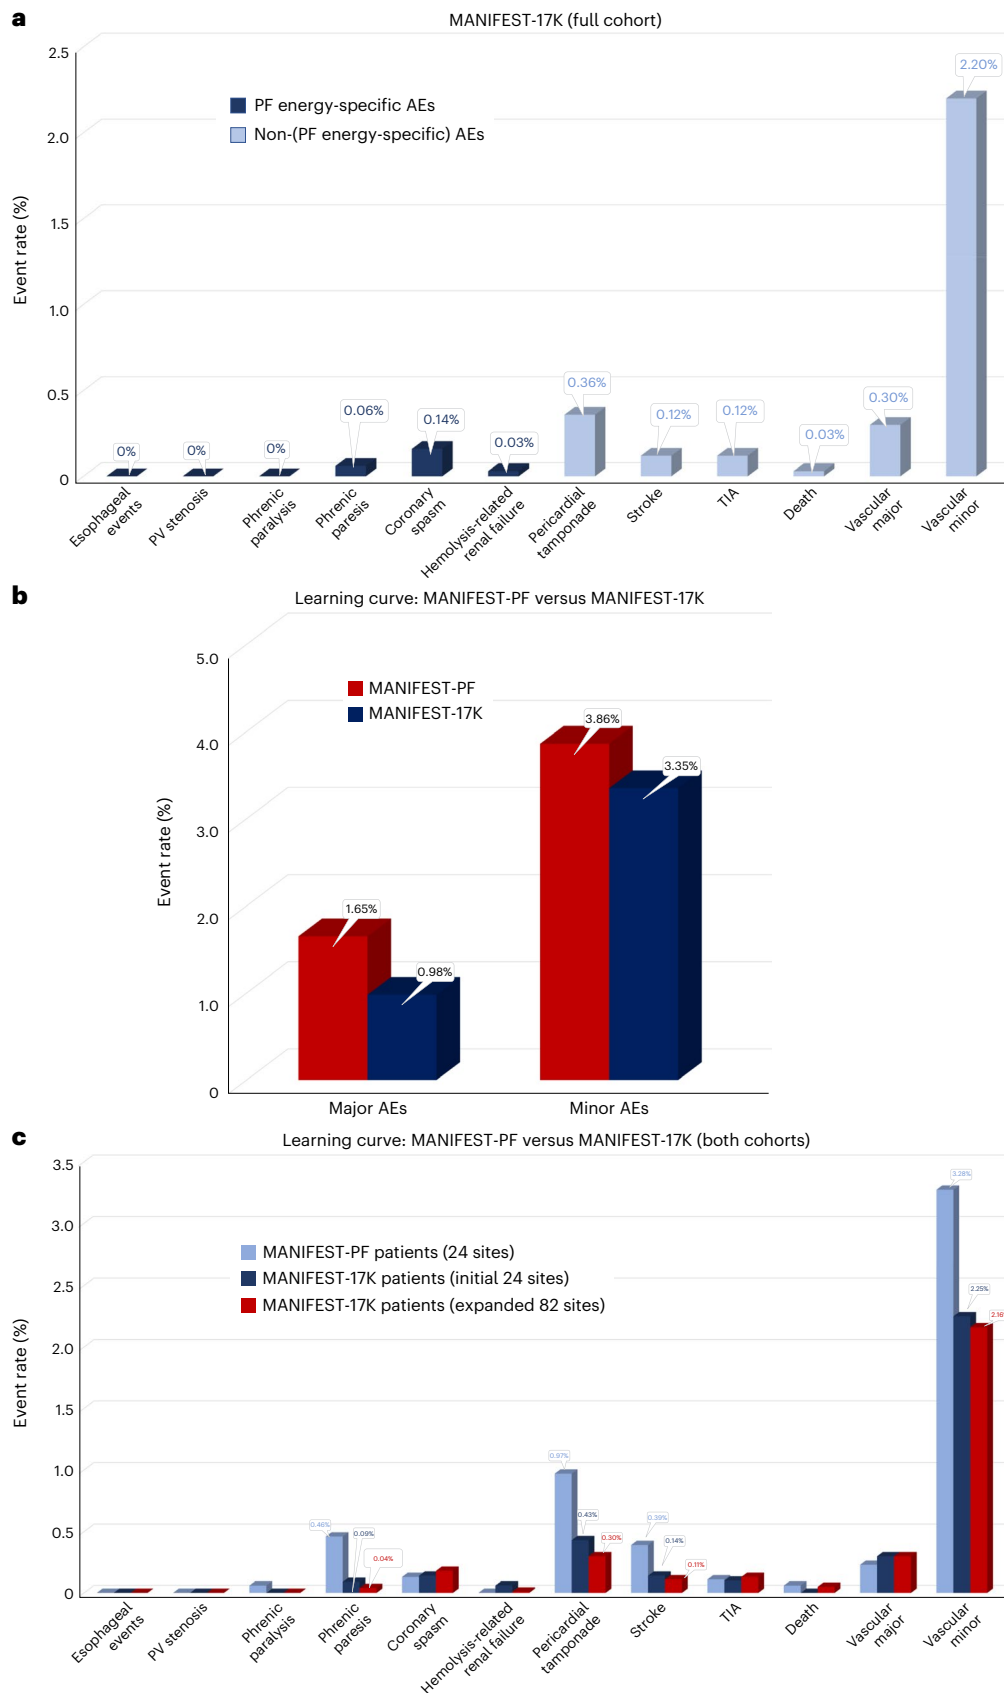 a
MANIFEST-17K (full cohort)
Event rate (%)
2.5
2.0
1.5
1.0
0.5
0
PF energy-specific AEs
Non-(PF energy-specific) AEs
0%
0%
0%
0.06%
0.14%
0.03%
0.36%
0.12%
0.12%
0.03%
0.30%
2.20%
Esophageal
events
PV stenosis
Phrenic
paralysis
Phrenic
paresis
Coronary
spasm
Hemolysis-related
renal failure
Pericardial
tamponade
Stroke
TIA
Death
Vascular
major
Vascular
minor
b
Learning curve: MANIFEST-PF versus MANIFEST-17K
Event rate (%)
5.0
4.0
3.0
2.0
1.0
0
MANIFEST-PF
MANIFEST-17K
1.65%
0.98%
3.86%
3.35%
Major AEs
Minor AEs
c
Learning curve: MANIFEST-PF versus MANIFEST-17K (both cohorts)
Event rate (%)
3.5
3.0
2.5
2.0
1.5
1.0
0.5
0
MANIFEST-PF patients (24 sites)
MANIFEST-17K patients (initial 24 sites)
MANIFEST-17K patients (expanded 82 sites)
0.46%
0.09%
0.04%
0.97%
0.43%
0.30%
0.39%
0.14%
0.11%
3.28%
2.25%
Esophageal
events
PV stenosis
Phrenic
paralysis
Phrenic
paresis
Coronary
spasm
Hemolysis-related
renal failure
Pericardial
tamponade
Stroke
TIA
Death
Vascular
major
Vascular
minor